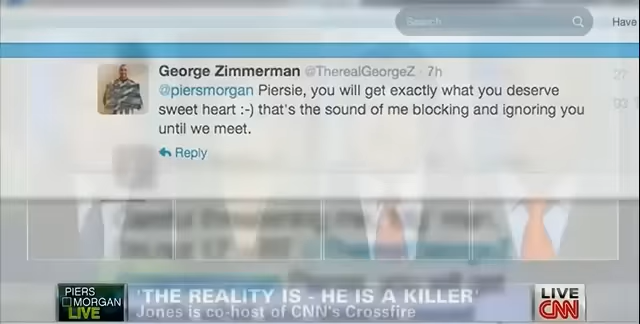 Search
Have
George Zimmerman @TherealGeorgeZ · 7h
@piersmorgan Piersie, you will get exactly what you deserve
sweet heart :-) that's the sound of me blocking and ignoring you
until we meet.
Reply
27
93
PIERS
MORGAN
LIVE
'THE REALITY IS - HE IS A KILLER'
Jones is co-host of CNN's Crossfire
LIVE
CNN